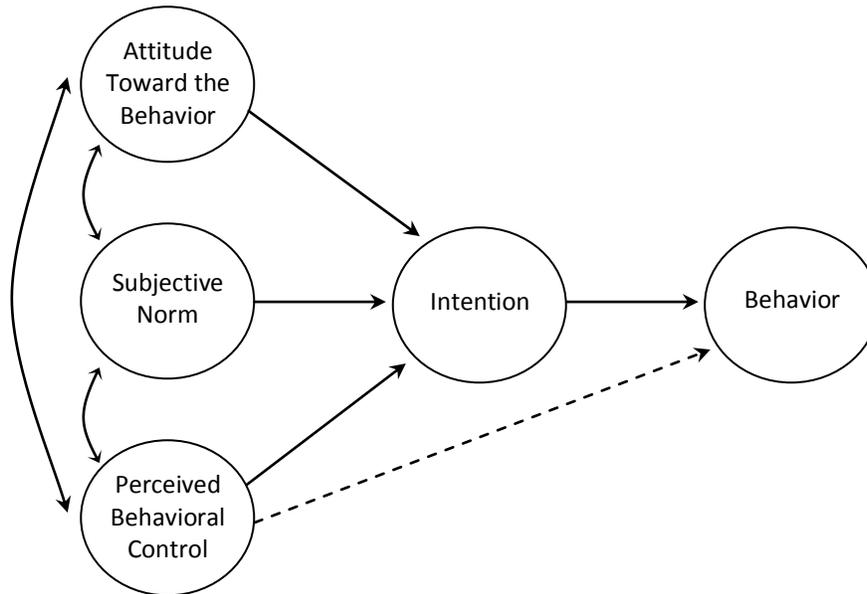 Attitude
Toward the
Behavior
Subjective
Norm
Intention
Behavior
Perceived
Behavioral
Control